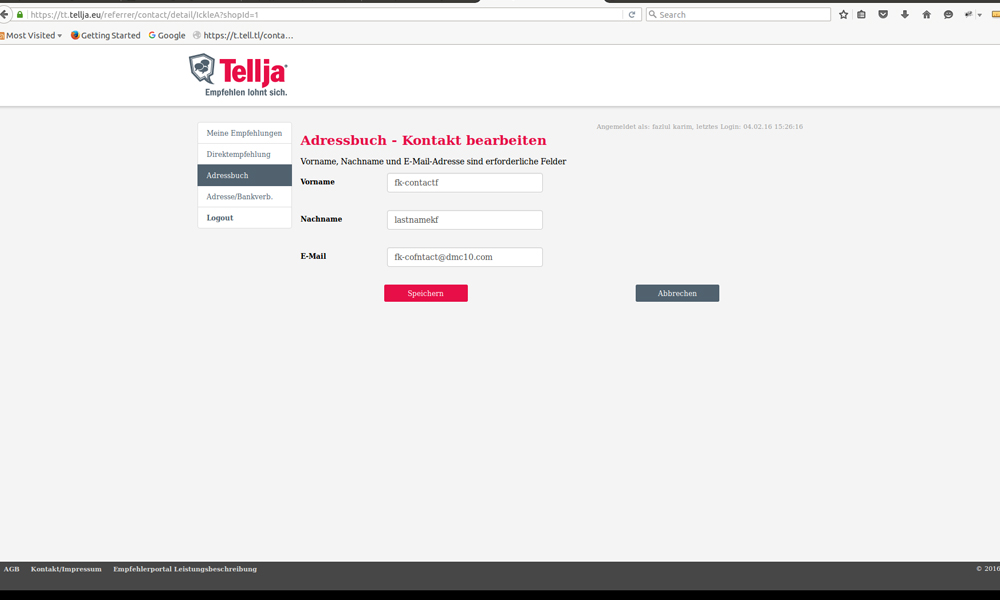 https://tt.tellja.eu/referrer/contact/detail/IckleA?shopId=1
Search
Most Visited
Getting Started
Google
https://t.tell.tl/conta...
Tellja
Empfehlen lohnt sich.
Angemeldet als: fazlul karim, letztes Login: 04.02.16 15:26:16
Meine Empfehlungen
Direktempfehlung
Adressbuch
Adresse/Bankverb.
Logout
Adressbuch - Kontakt bearbeiten
Vorname, Nachname und E-Mail-Adresse sind erforderliche Felder
Vorname
fk-contactf
Nachname
lastnamekf
E-Mail
fk-cofntact@dmc10.com
Speichern
Abbrechen
AGB
Kontakt/Impressum
Empfehlerportal Leistungsbeschreibung
© 2016